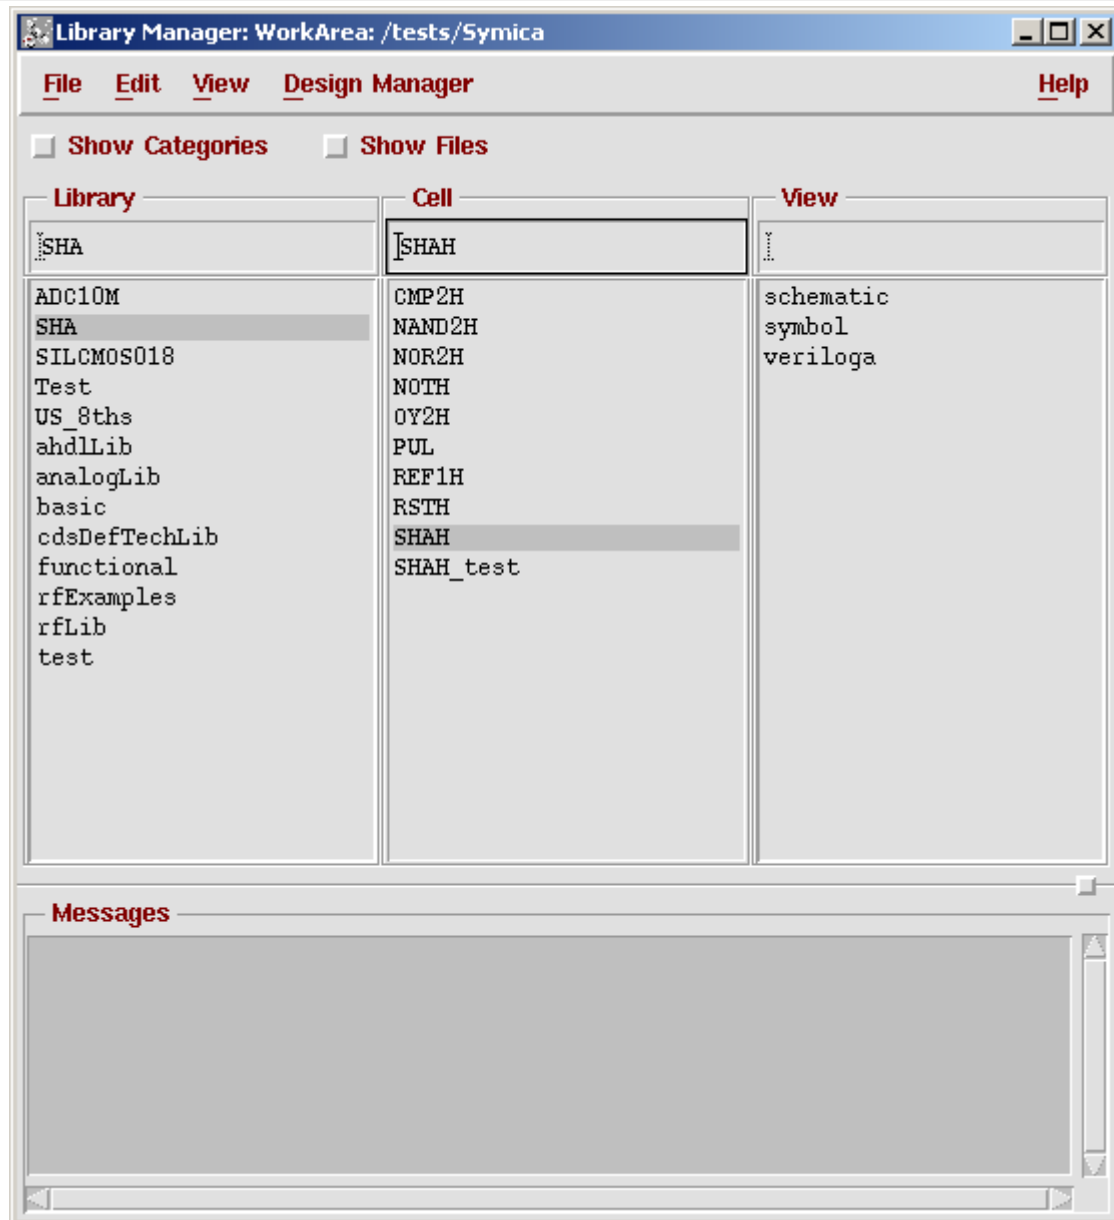 Library Manager: WorkArea: /tests/Symica
File Edit View Design Manager Help
Show Categories Show Files
Library
SHA
ADC10M
SHA
SILCMOS018
Test
US_8ths
ahdlLib
analogLib
basic
cdsDefTechLib
functional
rfExamples
rfLib
test
Cell
SHAH
CMP2H
NAND2H
NOR2H
NOTH
OY2H
PUL
REF1H
RSTH
SHAH
SHAH_test
View
schematic
symbol
veriloga
Messages